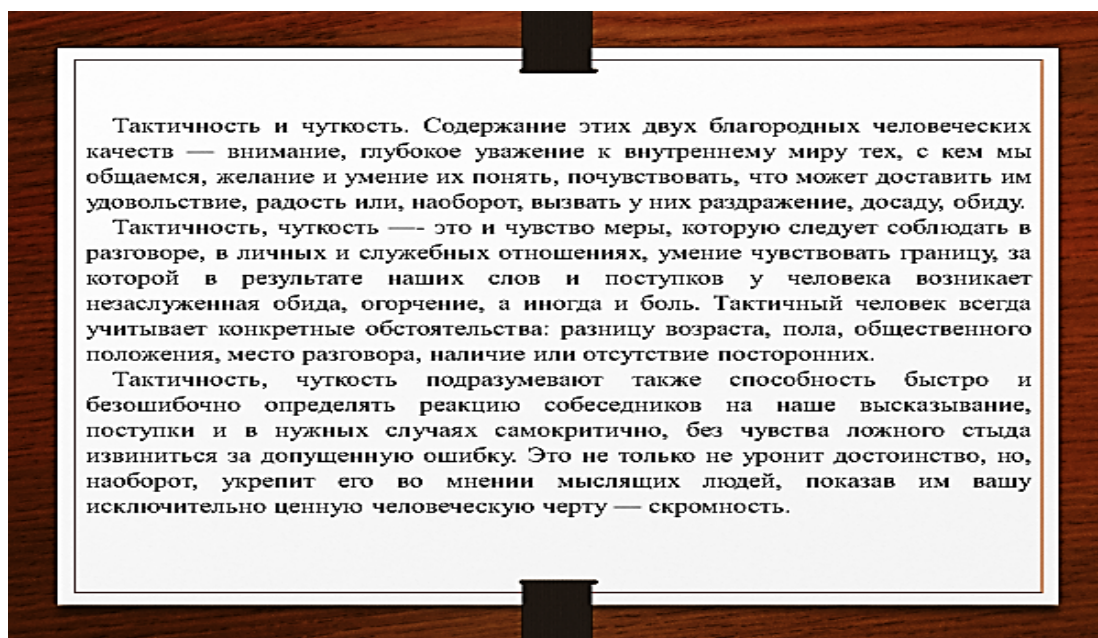 Тактичность и чуткость. Содержание этих двух благородных человеческих
качеств — внимание, глубокое уважение к внутреннему миру тех, с кем мы
общаемся, желание и умение их понять, почувствовать, что может доставить им
удовольствие, радость или, наоборот, вызвать у них раздражение, досаду, обиду.
Тактичность, чуткость —- это и чувство меры, которую следует соблюдать в
разговоре, в личных и служебных отношениях, умение чувствовать границу, за
которой в результате наших слов и поступков у человека возникает
незаслуженная обида, огорчение, а иногда и боль. Тактичный человек всегда
учитывает конкретные обстоятельства: разницу возраста, пола, общественного
положения, место разговора, наличие или отсутствие посторонних.
Тактичность, чуткость подразумевают также способность быстро и
безошибочно определять реакцию собеседников на наше высказывание,
поступки и в нужных случаях самокритично, без чувства ложного стыда
извиниться за допущенную ошибку. Это не только не уронит достоинство, но,
наоборот, укрепит его во мнении мыслящих людей, показав им вашу
исключительно ценную человеческую черту — скромность.